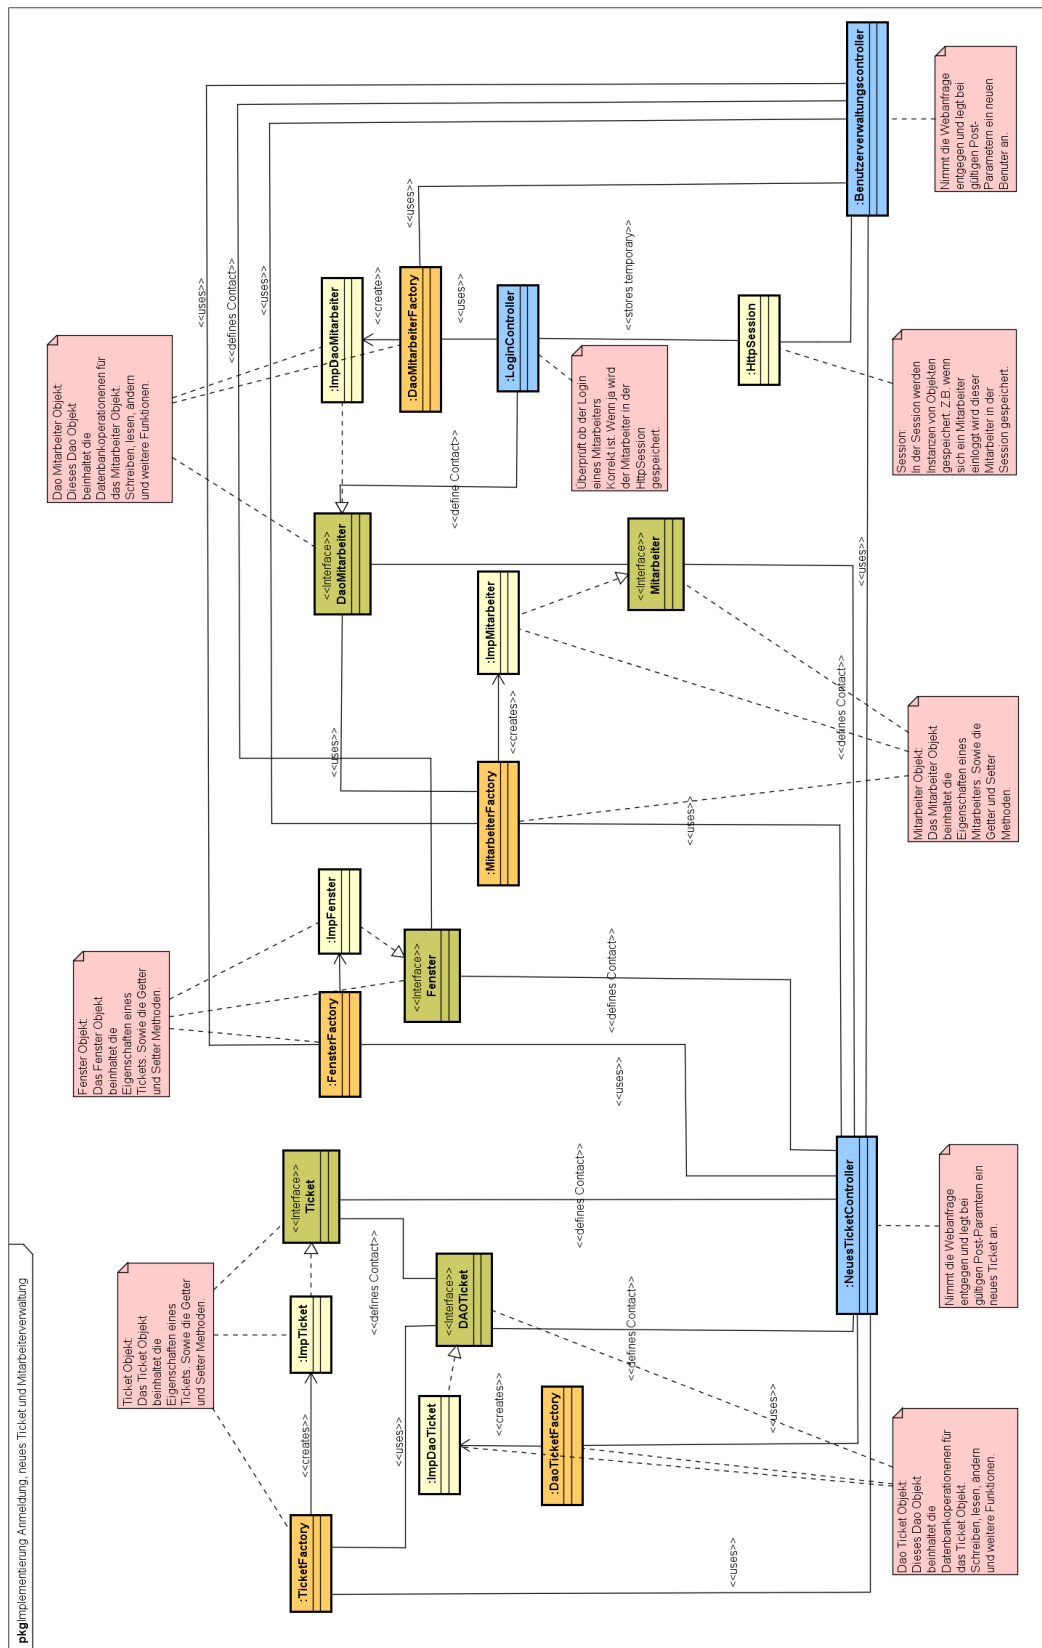 pkgImplementierung Anmeldung, neues Ticket und Mitarbeiterverwaltung
Ticket Objekt:
Das Ticket Objekt
beinhaltet die
Eigenschaften eines
Tickets. Sowie die Getter
und Setter Methoden.
Fenster Objekt:
Das Fenster Objekt
beinhaltet die
Eigenschaften eines
Tickets. Sowie die Getter
und Setter Methoden.
Dao Mitarbeiter Objekt:
Dieses Dao Objekt
beinhaltet die
Datenbankoperationenen für
das Mitarbeiter Objekt.
Schreiben, lesen, ändern
und weitere Funktionen.
<<uses>>
<<defines Contact>>
<<uses>>
:TicketFactory
<<creates>>
:ImpTicket
<<Interface>>
Ticket
:FensterFactory
:ImpFenster
<<uses>>
<<Interface>>
DaoMitarbeiter
:ImpDaoMitarbeiter
<<create>>
<<defines Contact>>
<<uses>>
<<Interface>>
Fenster
:DaoMitarbeiterFactory
<<uses>>
:ImpDaoTicket
<<Interface>>
DAOTicket
<<define Contact>>
<<uses>>
<<creates>>
:MitarbeiterFactory
<<creates>>
:ImpMitarbeiter
:LoginController
:DaoTicketFactory
<<defines Contact>>
<<defines Contact>>
Überprüft ob der Login
eines Mitarbeiters
Korrekt ist. Wenn ja wird
der Mitarbeiter in der
HttpSession
gespeichert.
<<uses>>
<<defines Contact>>
<<Interface>>
Mitarbeiter
<<stores temporary>>
<<uses>>
<<uses>>
<<uses>>
:HttpSession
:NeuesTicketController
<<defines Contact>>
<<uses>>
:Benutzerverwaltungscontroller
Dao Ticket Objekt:
Dieses Dao Objekt
beinhaltet die
Datenbankoperationenen für
das Ticket Objekt.
Schreiben, lesen, ändern
und weitere Funktionen.
Nimmt die Webanfrage
entgegen und legt bei
gültigen Post-Paramtern ein
neues Ticket an.
Mitarbeiter Objekt:
Das Mitarbeiter Objekt
beinhaltet die
Eigenschaften eines
Mitarbeiters. Sowie die
Getter und Setter
Methoden.
Session:
In der Session werden
Instanzen von Objekten
gespeichert. Z.B. wenn
sich ein Mitarbeiter
einloggt wird dieser
Mitarbeiter in der
Session gespeichert.
Nimmt die Webanfrage
entgegen und legt bei
gültigen Post-
Parametern ein neuen
Benuter an.